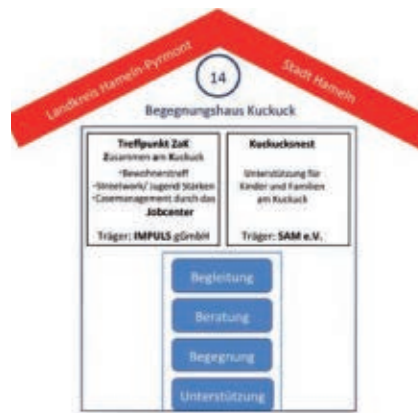 Landkreis Hameln-Pyrmont
Stadt Hameln
14
Begegnungshaus Kuckuck
Treffpunkt ZaK
Zusammen am Kuckuck
-Bewohnertreff
-Streetwork/ Jugend Stärken
-Casemanagement durch das
Jobcenter
Träger: IMPULS gGmbH
Kuckucksnest
Unterstützung für
Kinder und Familien
am Kuckuck
Träger: SAM e.V.
Begleitung
Beratung
Begegnung
Unterstützung